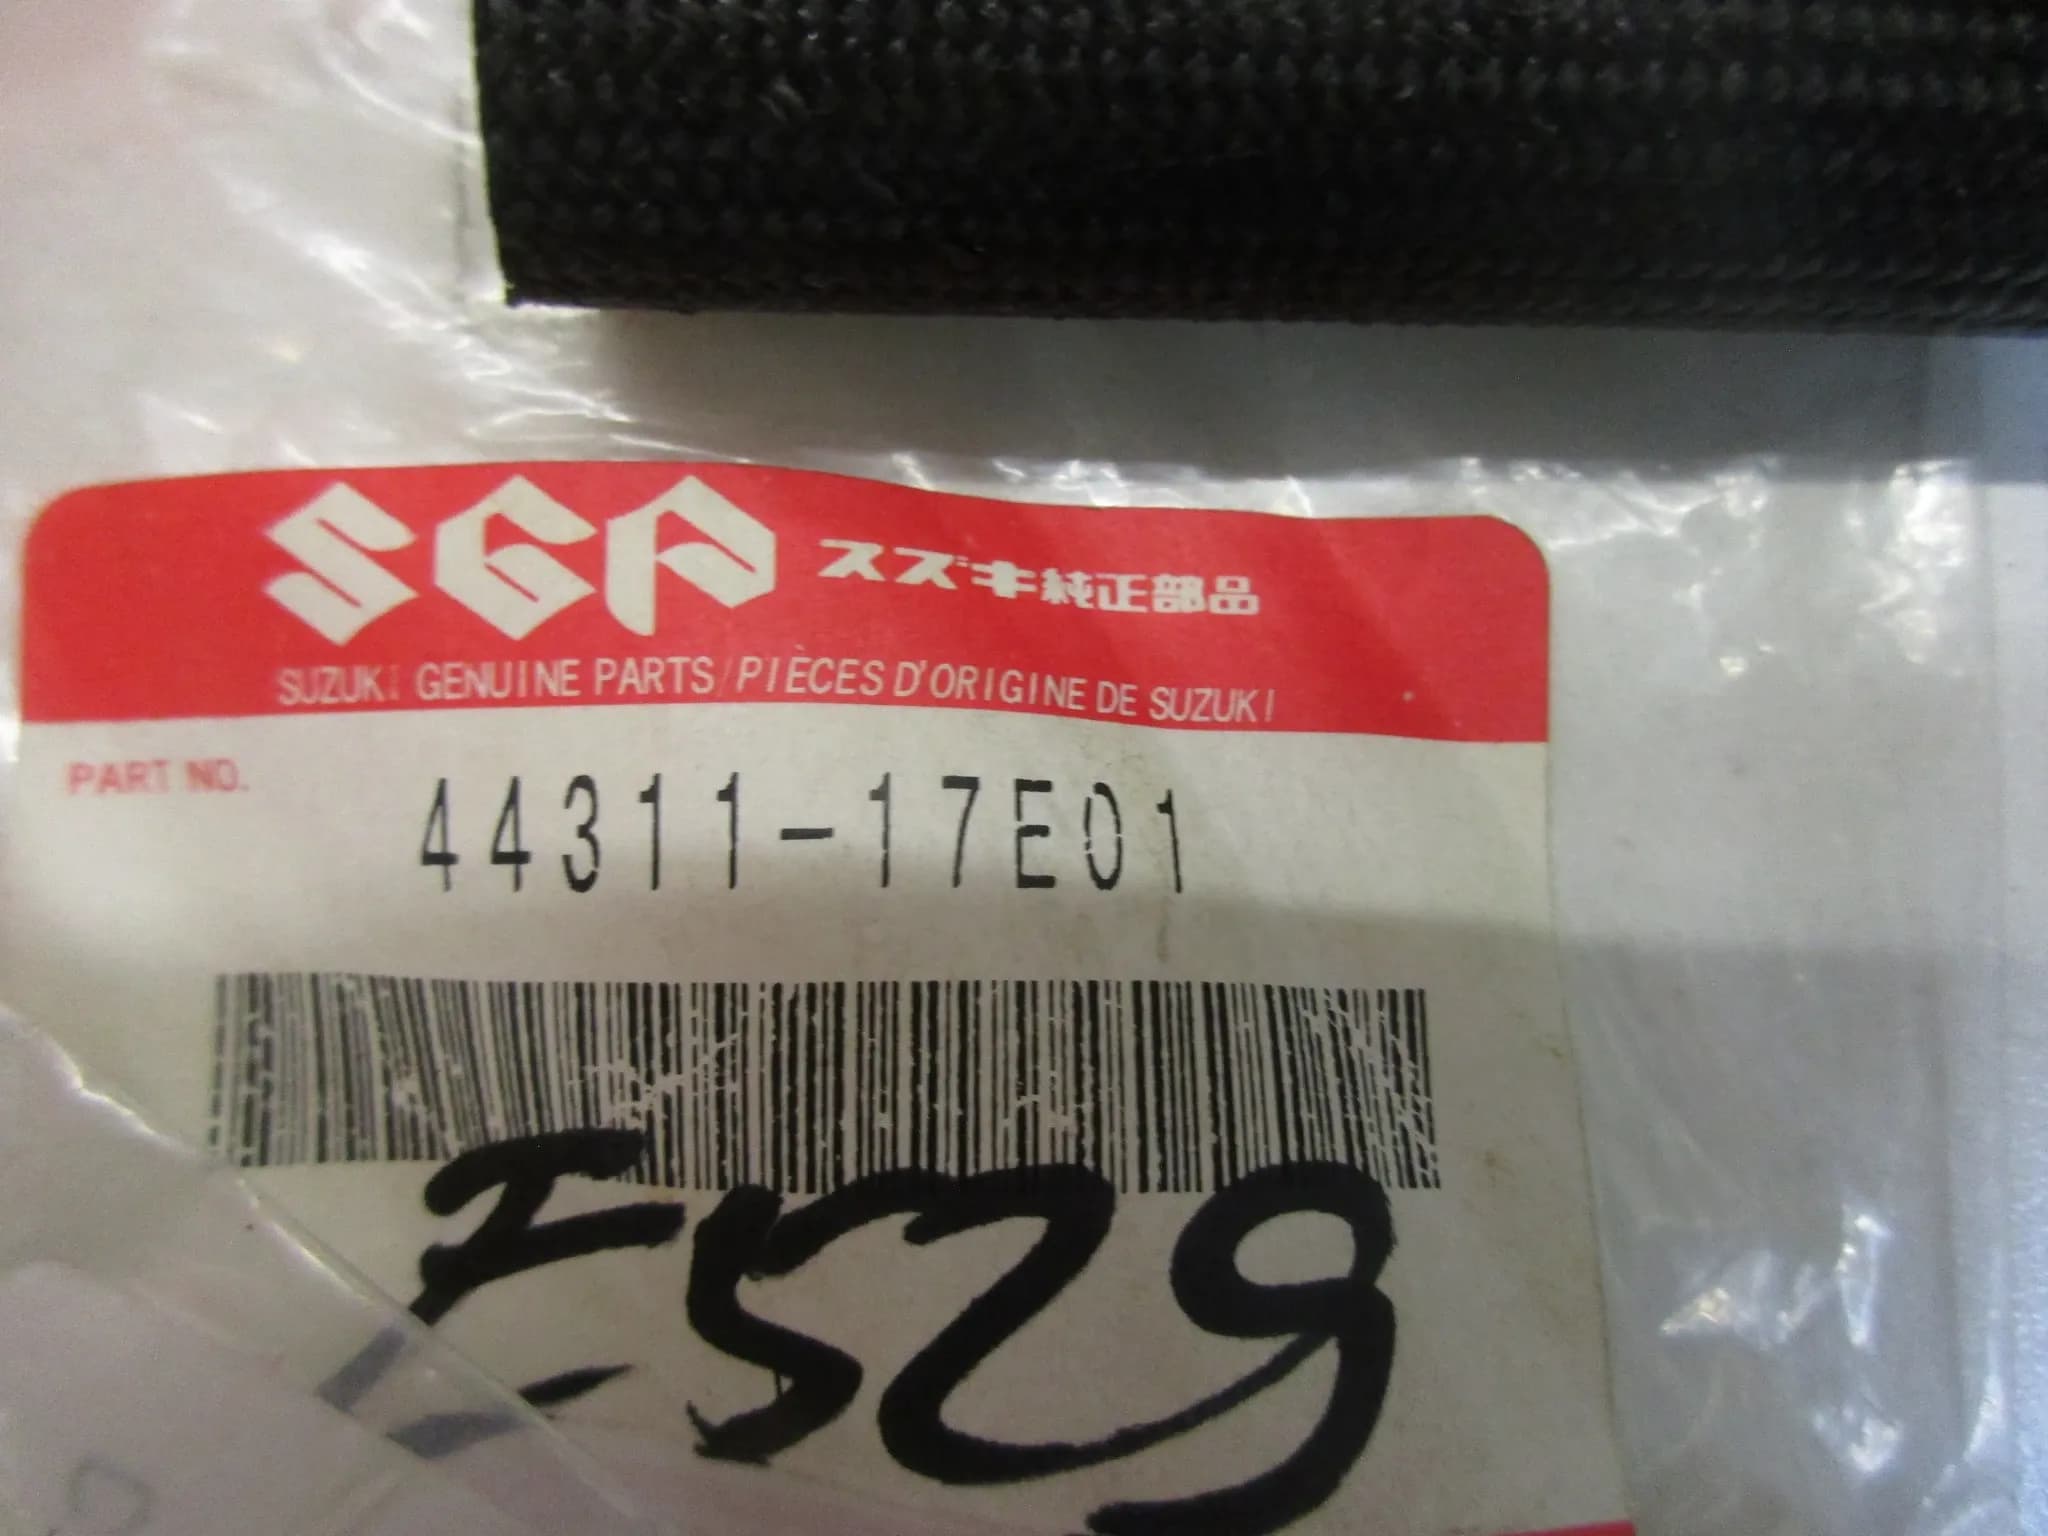 SGP スズキ純正部品
SUZUKI GENUINE PARTS/PIÈCES D'ORIGINE DE SUZUKI
PART NO. 44311-17E01
E529